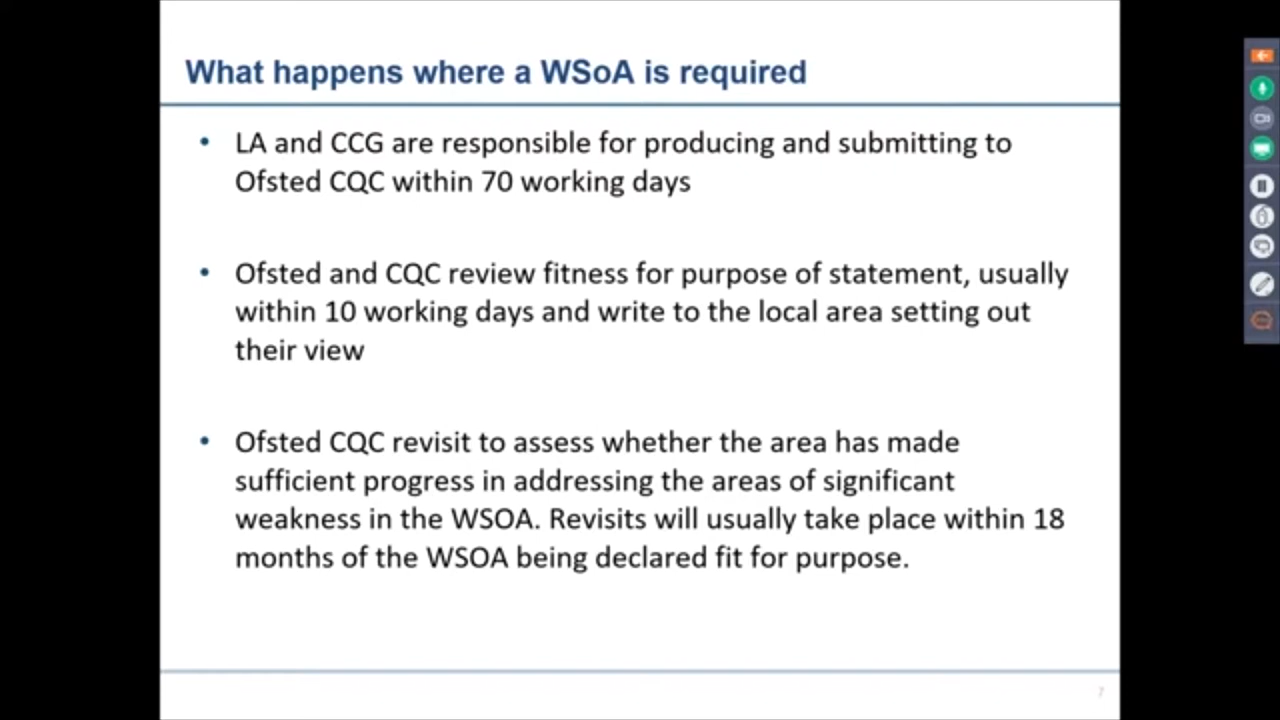 What happens where a WSoA is required
• LA and CCG are responsible for producing and submitting to
Ofsted CQC within 70 working days
• Ofsted and CQC review fitness for purpose of statement, usually
within 10 working days and write to the local area setting out
their view
• Ofsted CQC revisit to assess whether the area has made
sufficient progress in addressing the areas of significant
weakness in the WSOA. Revisits will usually take place within 18
months of the WSOA being declared fit for purpose.
7